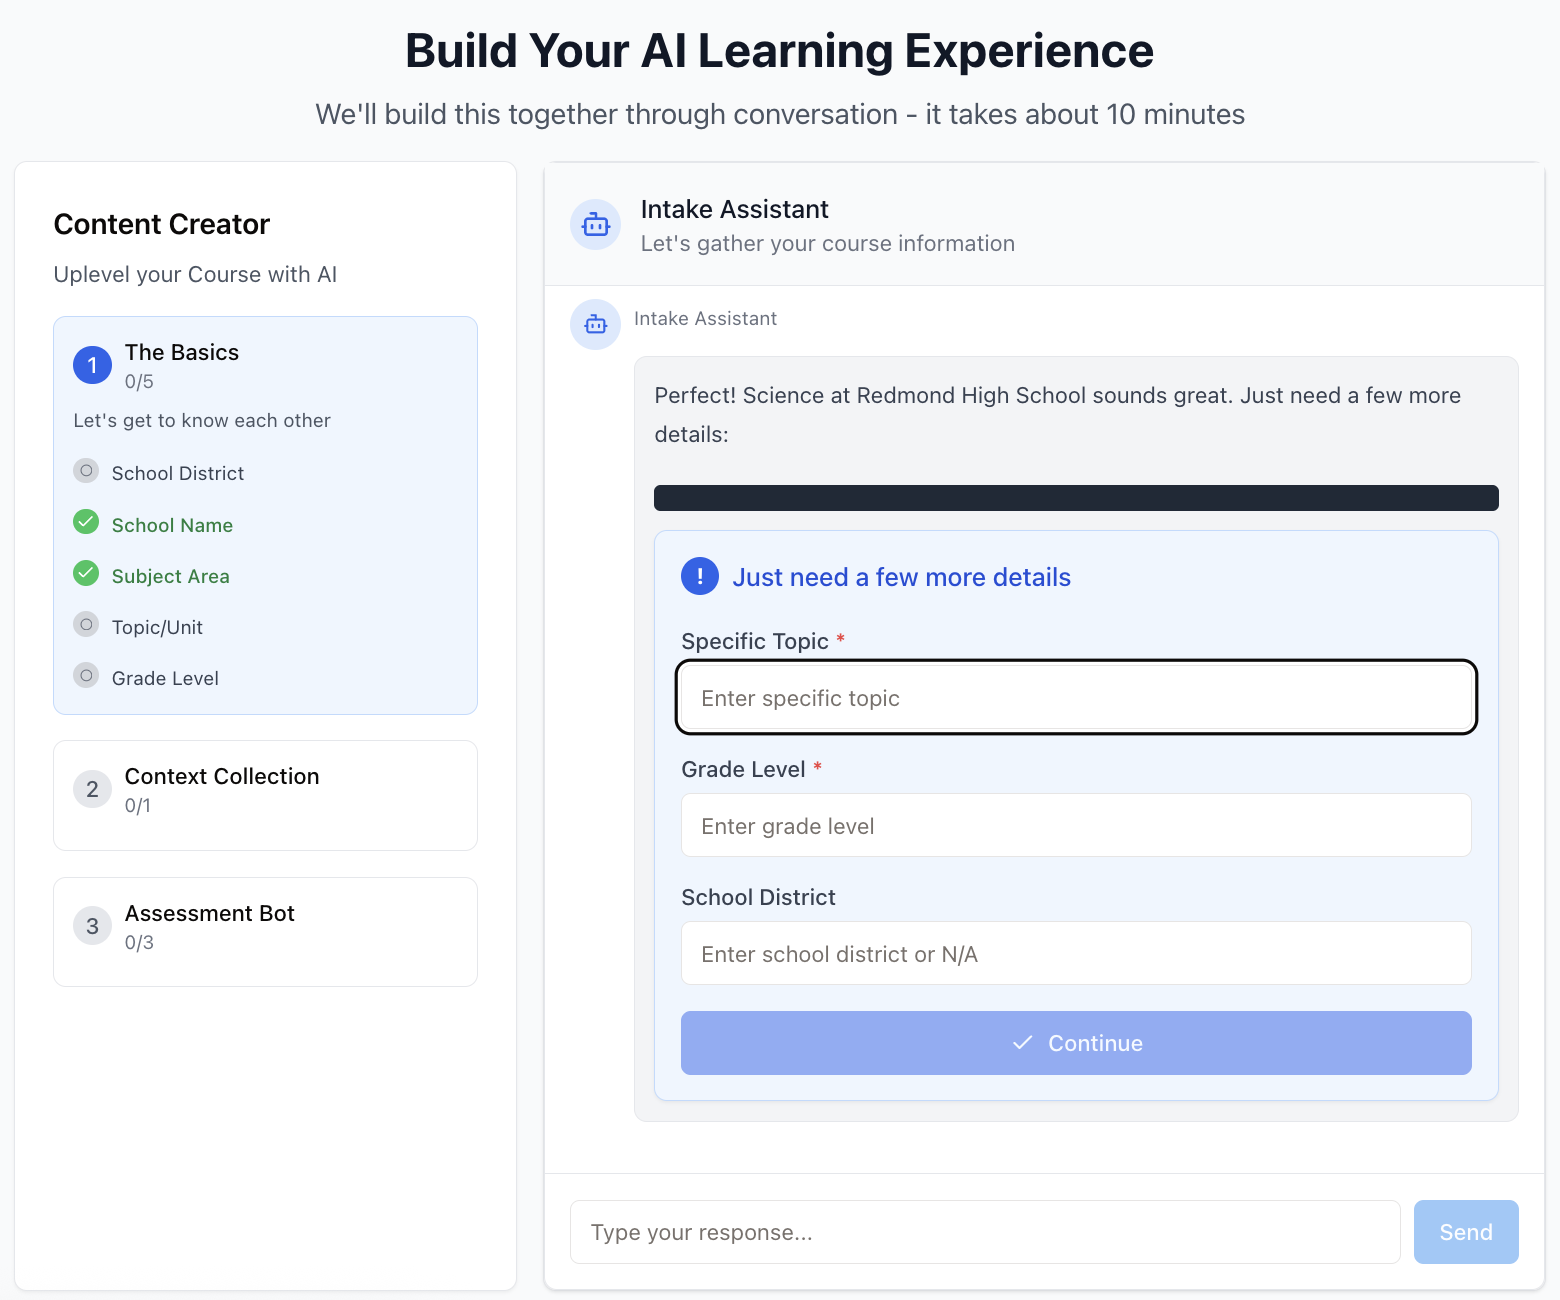 Build Your AI Learning Experience
We'll build this together through conversation - it takes about 10 minutes
Content Creator
Uplevel your Course with AI
1
The Basics
0/5
Let's get to know each other
School District
School Name
Subject Area
Topic/Unit
Grade Level
2
Context Collection
0/1
3
Assessment Bot
0/3
Intake Assistant
Let's gather your course information
Intake Assistant
Perfect! Science at Redmond High School sounds great. Just need a few more
details:
! Just need a few more details
Specific Topic *
Enter specific topic
Grade Level *
Enter grade level
School District
Enter school district or N/A
Continue
Type your response...
Send